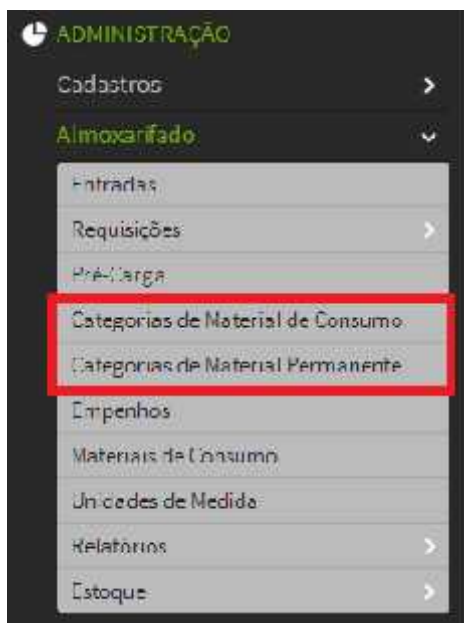 ADMINISTRAÇÃO
Cadastros
Almoxarifado
Entradas
Requisições
Pré-Carga
Categorias de Material de Consumo
Categorias de Material Permanente
Empenhos
Materiais de Consumo
Unidades de Medida
Relatórios
Estoque